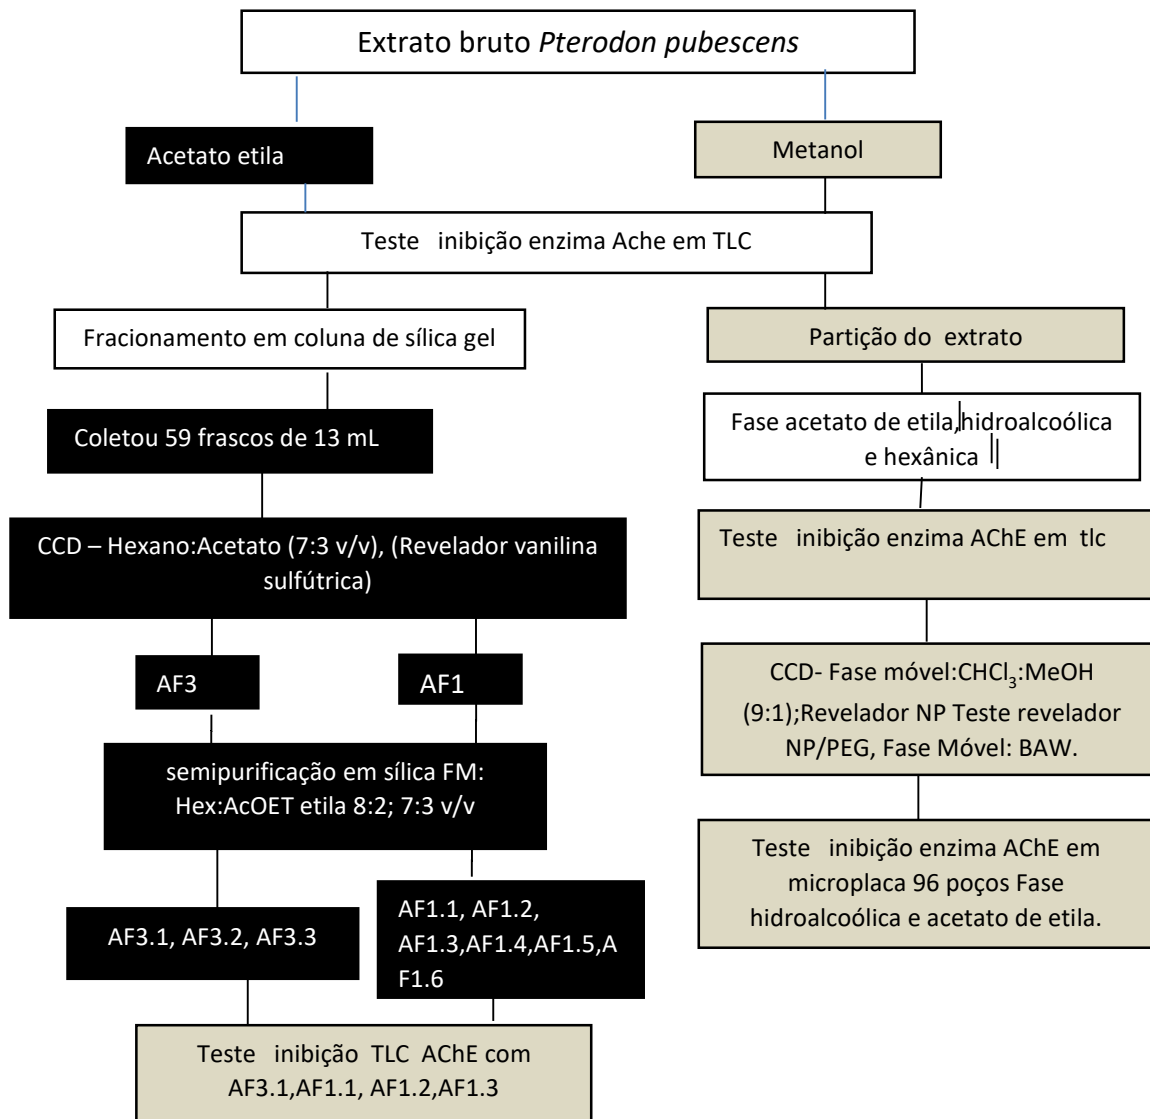 Extrato bruto Pterodon pubescens
Acetato etila
Metanol
Teste inibição enzima Ache em TLC
Fracionamento em coluna de sílica gel
Partição do extrato
Coletou 59 frascos de 13 mL
Fase acetato de etila,hidroalcoólica
e hexânica
CCD – Hexano:Acetato (7:3 v/v), (Revelador vanilina
sulfútrica)
Teste inibição enzima AChE em tlc
AF3
AF1
CCD- Fase móvel:CHCl3:MeOH
(9:1);Revelador NP Teste revelador
NP/PEG, Fase Móvel: BAW.
semipurificação em sílica FM:
Hex:AcOET etila 8:2; 7:3 v/v
Teste inibição enzima AChE em
microplaca 96 poços Fase
hidroalcoólica e acetato de etila.
AF3.1, AF3.2, AF3.3
AF1.1, AF1.2,
AF1.3,AF1.4,AF1.5,A
F1.6
Teste inibição TLC AChE com
AF3.1,AF1.1, AF1.2,AF1.3